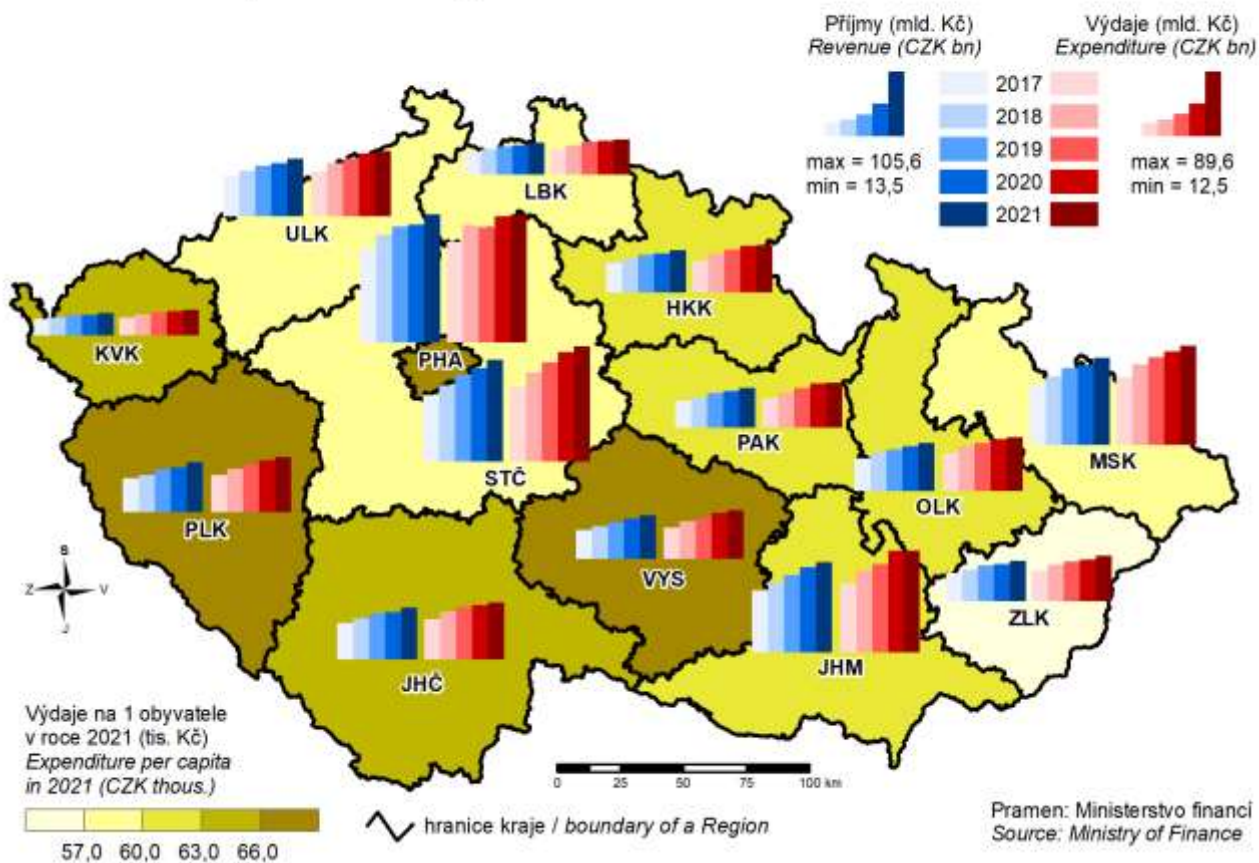 Příjmy (mld. Kč)
Revenue (CZK bn)
Výdaje (mld. Kč)
Expenditure (CZK bn)
2017
2018
2019
2020
2021
max = 105,6
min = 13,5
max = 89,6
min = 12,5
LBK
ULK
HKK
KVK
PHA
PAK
MSK
STČ
OLK
PLK
VYS
ZLK
JHM
JHČ
S
Z
V
J
Výdaje na 1 obyvatele
v roce 2021 (tis. Kč)
Expenditure per capita
in 2021 (CZK thous.)
57,0 60,0 63,0 66,0
0 25 50 75 100 km
hranice kraje / boundary of a Region
Pramen: Ministerstvo financí
Source: Ministry of Finance